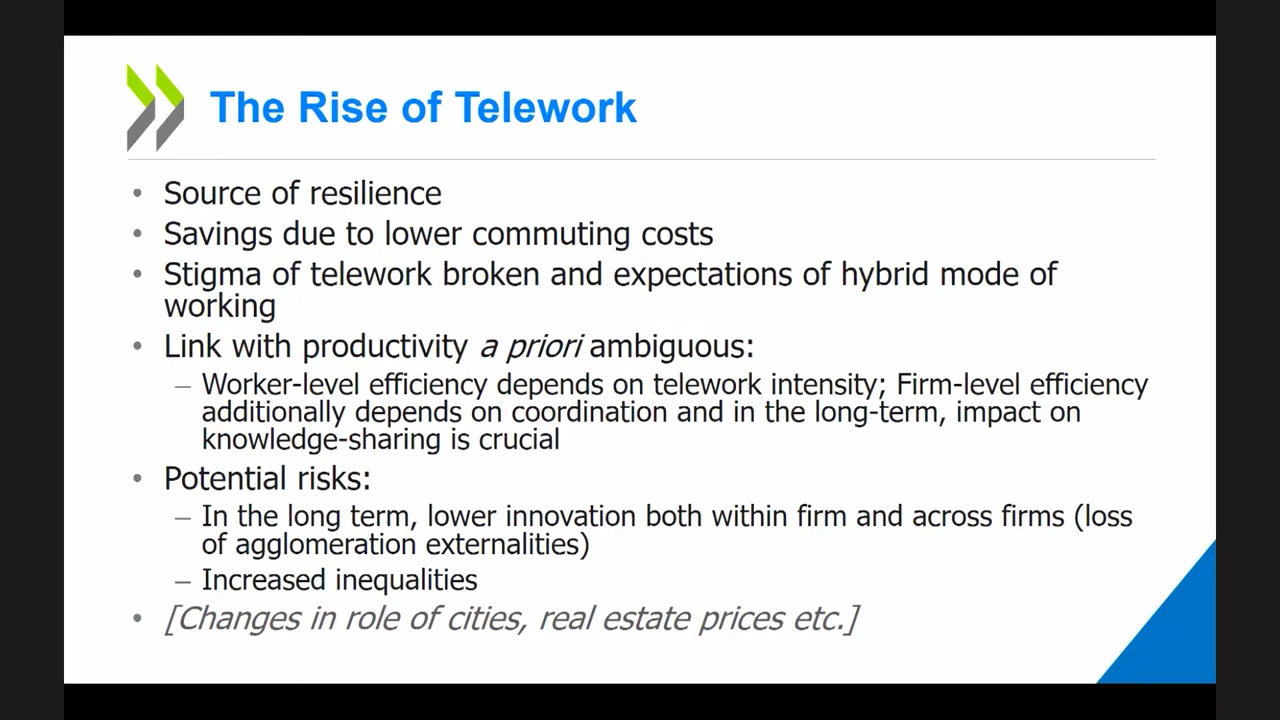 The Rise of Telework
• Source of resilience
• Savings due to lower commuting costs
• Stigma of telework broken and expectations of hybrid mode of
working
• Link with productivity a priori ambiguous:
– Worker-level efficiency depends on telework intensity; Firm-level efficiency
additionally depends on coordination and in the long-term, impact on
knowledge-sharing is crucial
• Potential risks:
– In the long term, lower innovation both within firm and across firms (loss
of agglomeration externalities)
– Increased inequalities
• [Changes in role of cities, real estate prices etc.]